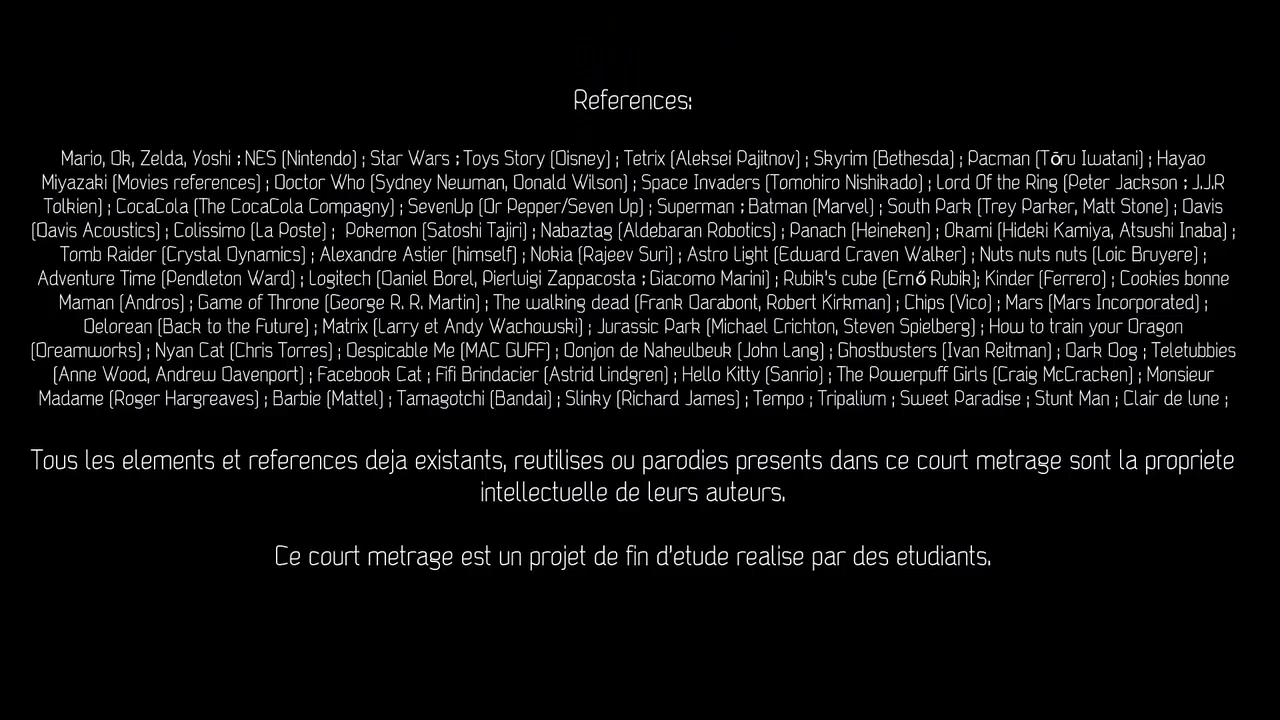 References:
Mario, Dk, Zelda, Yoshi ; NES (Nintendo) ; Star Wars ; Toys Story (Disney) ; Tetrix (Aleksei Pajitnov) ; Skyrim (Bethesda) ; Pacman (Tōru Iwatani) ; Hayao
Miyazaki (Movies references) ; Doctor Who (Sydney Newman, Donald Wilson) ; Space Invaders (Tomohiro Nishikado) ; Lord Of the Ring (Peter Jackson ; J.J.R
Tolkien) ; CocaCola (The CocaCola Compagny) ; SevenUp (Dr Pepper/Seven Up) ; Superman ; Batman (Marvel) ; South Park (Trey Parker, Matt Stone) ; Davis
(Davis Acoustics) ; Colissimo (La Poste) ; Pokemon (Satoshi Tajiri) ; Nabaztag (Aldebaran Robotics) ; Panach (Heineken) ; Okami (Hideki Kamiya, Atsushi Inaba) ;
Tomb Raider (Crystal Dynamics) ; Alexandre Astier (himself) ; Nokia (Rajeev Suri) ; Astro Light (Edward Craven Walker) ; Nuts nuts nuts (Loic Bruyere) ;
Adventure Time (Pendleton Ward) ; Logitech (Daniel Borel, Pierluigi Zappacosta ; Giacomo Marini) ; Rubik's cube (Ernő Rubik); Kinder (Ferrero) ; Cookies bonne
Maman (Andros) ; Game of Throne (George R. R. Martin) ; The walking dead (Frank Darabont, Robert Kirkman) ; Chips (Vico) ; Mars (Mars Incorporated) ;
Delorean (Back to the Future) ; Matrix (Larry et Andy Wachowski) ; Jurassic Park (Michael Crichton, Steven Spielberg) ; How to train your Dragon
(Dreamworks) ; Nyan Cat (Chris Torres) ; Despicable Me (MAC GUFF) ; Donjon de Naheulbeuk (John Lang) ; Ghostbusters (Ivan Reitman) ; Dark Dog ; Teletubbies
(Anne Wood, Andrew Davenport) ; Facebook Cat ; Fifi Brindacier (Astrid Lindgren) ; Hello Kitty (Sanrio) ; The Powerpuff Girls (Craig McCracken) ; Monsieur
Madame (Roger Hargreaves) ; Barbie (Mattel) ; Tamagotchi (Bandai) ; Slinky (Richard James) ; Tempo ; Tripalium ; Sweet Paradise ; Stunt Man ; Clair de lune ;
Tous les elements et references deja existants, reutilises ou parodies presents dans ce court metrage sont la propriete
intellectuelle de leurs auteurs.
Ce court metrage est un projet de fin d'etude realise par des etudiants.